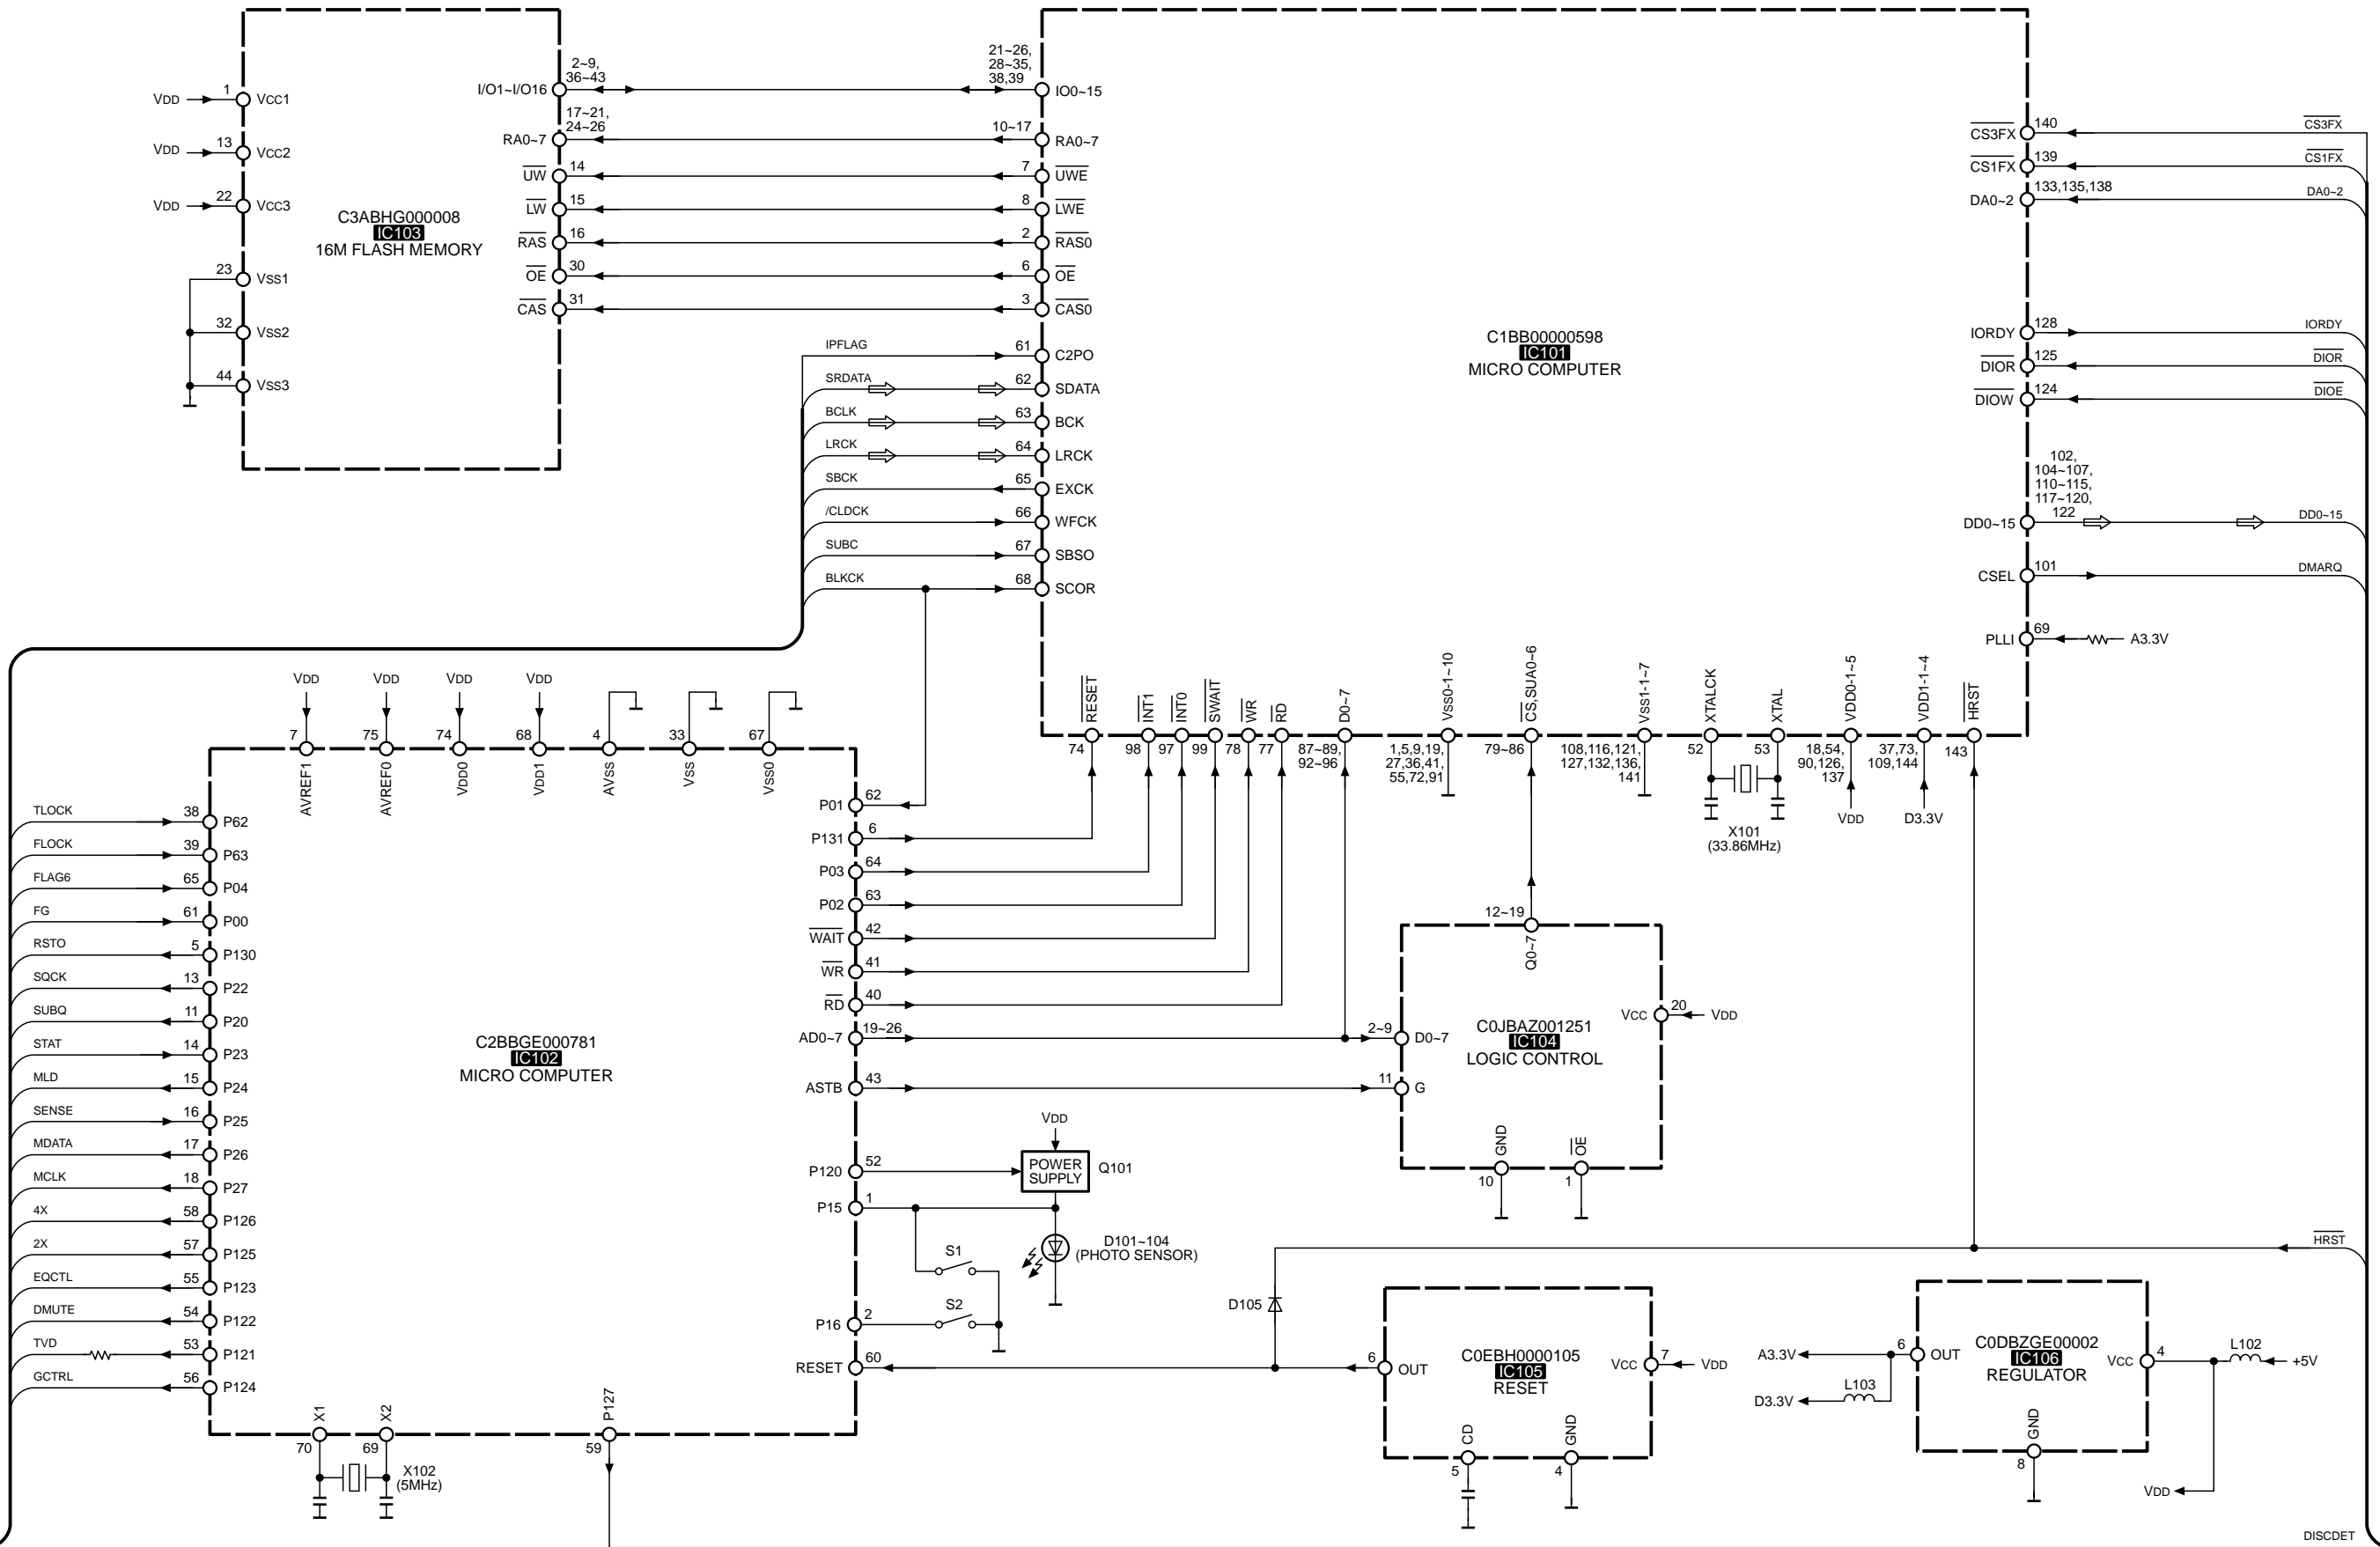 VDD
1
VCC1
VDD
13
VCC2
VDD
22
VCC3
23
VSS1
32
VSS2
44
VSS3
C3ABHG000008
IC103
16M FLASH MEMORY
I/O1~I/O16
2~9,
36~43
RA0~7
17~21,
24~26
UW
14
LW
15
RAS
16
OE
30
CAS
31
21~26,
28~35,
38,39
IO0~15
10~17
RA0~7
7
UWE
8
LWE
2
RAS0
6
OE
3
CAS0
IPFLAG
61
C2PO
SRDATA
62
SDATA
BCLK
63
BCK
LRCK
64
LRCK
SBCK
65
EXCK
/CLDCK
66
WFCK
SUBC
67
SBSO
BLKCK
68
SCOR
C1BB00000598
IC101
MICRO COMPUTER
CS3FX
140
CS3FX
CS1FX
139
CS1FX
DA0~2
133,135,138
DA0~2
IORDY
128
IORDY
DIOR
125
DIOR
DIOW
124
DIOE
102,
104~107,
110~115,
117~120,
122
DD0~15
DD0~15
CSEL
101
DMARQ
PLLI
69
A3.3V
RESET
74
INT1
98
INT0
97
SWAIT
99
WR
78
RD
77
D0~7
87~89,
92~96
VSS0-1~10
1,5,9,19,
27,36,41,
55,72,91
CS,SUA0~6
79~86
VSS1-1~7
108,116,121,
127,132,136,
141
XTALCK
52
XTAL
53
X101
(33.86MHz)
VDD0-1~5
18,54,
90,126,
137
VDD
VDD1-1~4
37,73,
109,144
D3.3V
HRST
143
VDD
7
AVREF1
VDD
75
AVREF0
VDD
74
VDD0
VDD
68
VDD1
4
AVSS
33
VSS
67
VSS0
TLOCK
38
P62
FLOCK
39
P63
FLAG6
65
P04
FG
61
P00
RSTO
5
P130
SQCK
13
P22
SUBQ
11
P20
STAT
14
P23
MLD
15
P24
SENSE
16
P25
MDATA
17
P26
MCLK
18
P27
4X
58
P126
2X
57
P125
EQCTL
55
P123
DMUTE
54
P122
TVD
53
P121
GCTRL
56
P124
C2BBGE000781
IC102
MICRO COMPUTER
P01
62
P131
6
P03
64
P02
63
WAIT
42
WR
41
RD
40
AD0~7
19~26
ASTB
43
P120
52
P15
1
P16
2
RESET
60
X1
70
X2
69
X102
(5MHz)
P127
59
VDD
POWER
SUPPLY
Q101
D101~104
(PHOTO SENSOR)
S1
S2
12~19
Q0~7
2~9
D0~7
11
G
C0JBAZ001251
IC104
LOGIC CONTROL
VCC
20
VDD
GND
10
OE
1
HRST
D105
6
OUT
C0EBH0000105
IC105
RESET
VCC
7
VDD
CD
5
GND
4
A3.3V
D3.3V
L103
6
OUT
C0DBZGE00002
IC106
REGULATOR
VCC
4
L102
+5V
GND
8
VDD
DISCDET